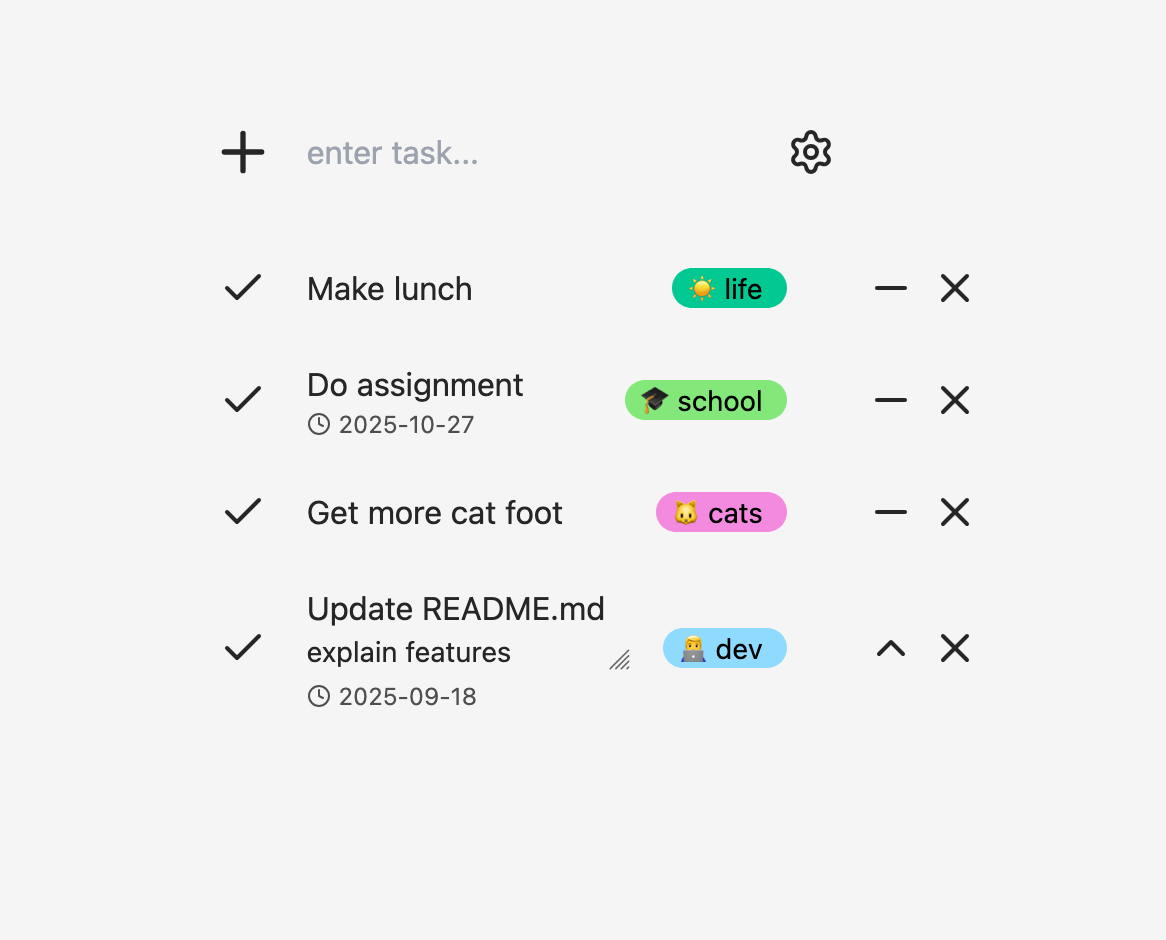 enter task...
Make lunch
life
Do assignment
school
2025-10-27
Get more cat foot
cats
Update README.md
explain features
dev
2025-09-18